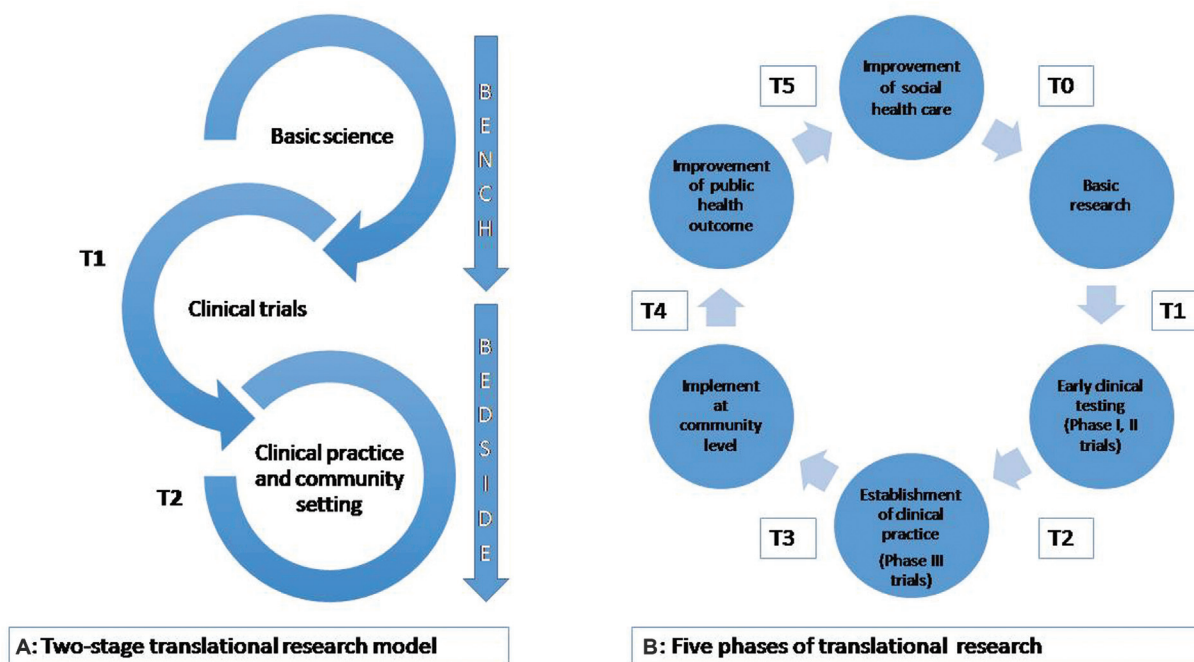 Basic science
T1
Clinical trials
T2
Clinical practice
and community
setting
B
E
N
C
H
B
E
D
S
I
D
E
A: Two-stage translational research model
Improvement
of social
health care
T0
Basic
research
T1
Early clinical
testing
(Phase I, II
trials)
T2
Establishment
of clinical
practice
(Phase III
trials)
T3
Implement
at
community
level
T4
Improvement
of public
health
outcome
T5
B: Five phases of translational research